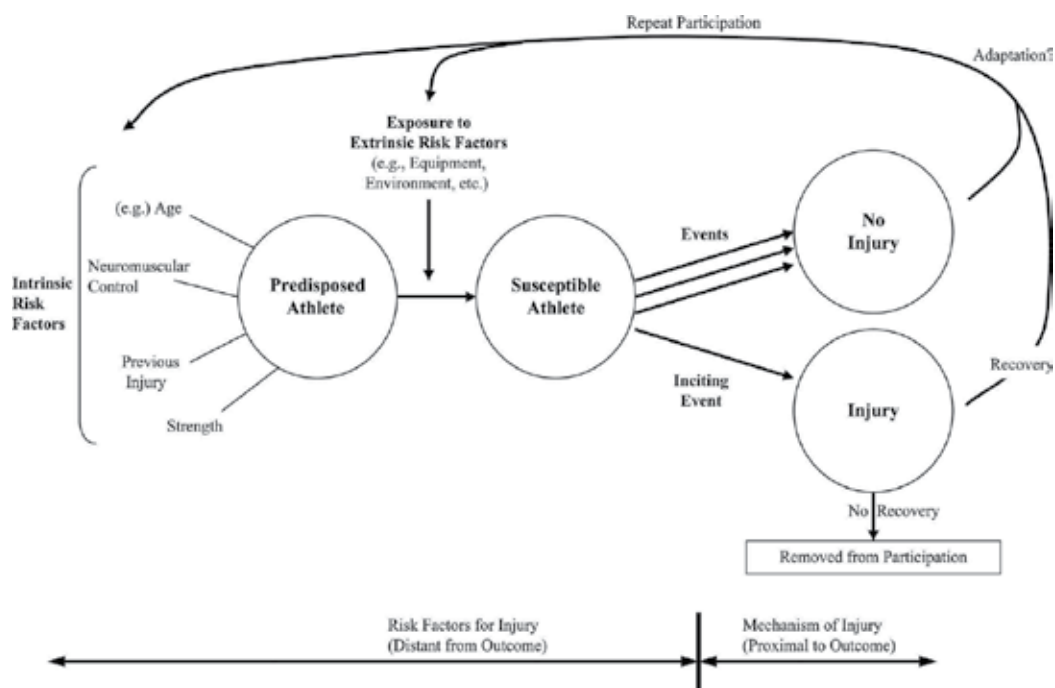 Repeat Participation
Adaptation?
Exposure to
Extrinsic Risk Factors
(e.g., Equipment,
Environment, etc.)
(e.g.) Age
Neuromuscular
Control
Intrinsic
Risk
Factors
Previous
Injury
Strength
Predisposed
Athlete
Susceptible
Athlete
Events
No
Injury
Inciting
Event
Injury
Recovery
No Recovery
Removed from Participation
Risk Factors for Injury
(Distant from Outcome)
Mechanism of Injury
(Proximal to Outcome)